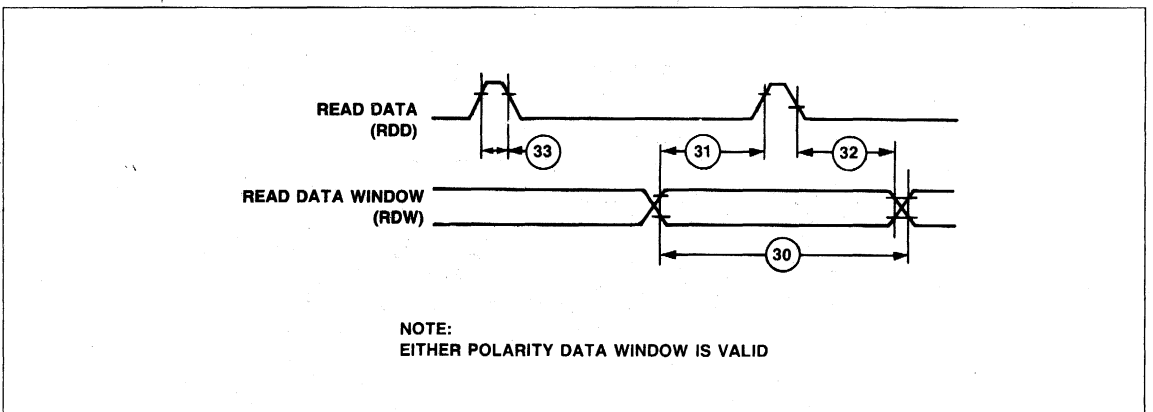 READ DATA
(RDD)
33
31
32
READ DATA WINDOW
(RDW)
30
NOTE:
EITHER POLARITY DATA WINDOW IS VALID